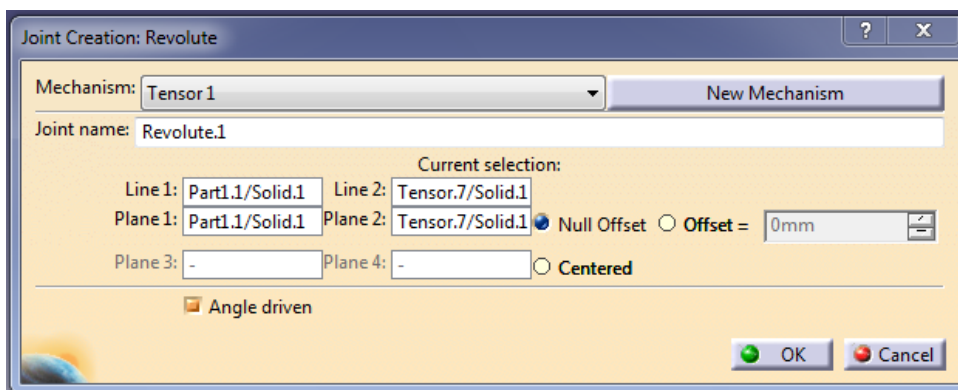 Joint Creation: Revolute ? X
Mechanism: Tensor 1 New Mechanism
Joint name: Revolute.1
Current selection:
Line 1: Part1.1/Solid.1 Line 2: Tensor.7/Solid.1
Plane 1: Part1.1/Solid.1 Plane 2: Tensor.7/Solid.1 Null Offset Offset = 0mm
Plane 3: - Plane 4: - Centered
Angle driven
OK Cancel